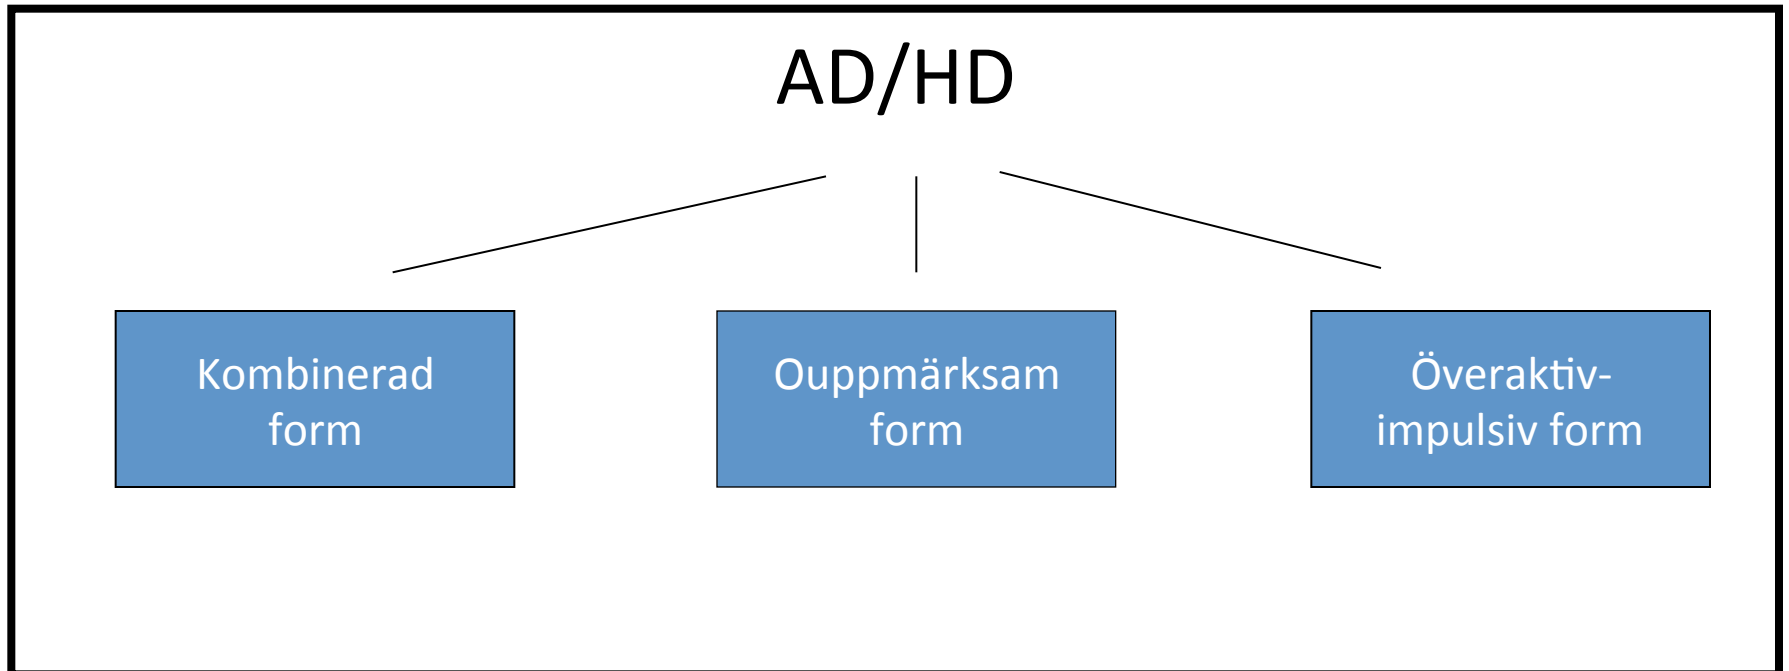 AD/HD
Kombinerad
form
Ouppmärksam
form
Överaktiv-
impulsiv form